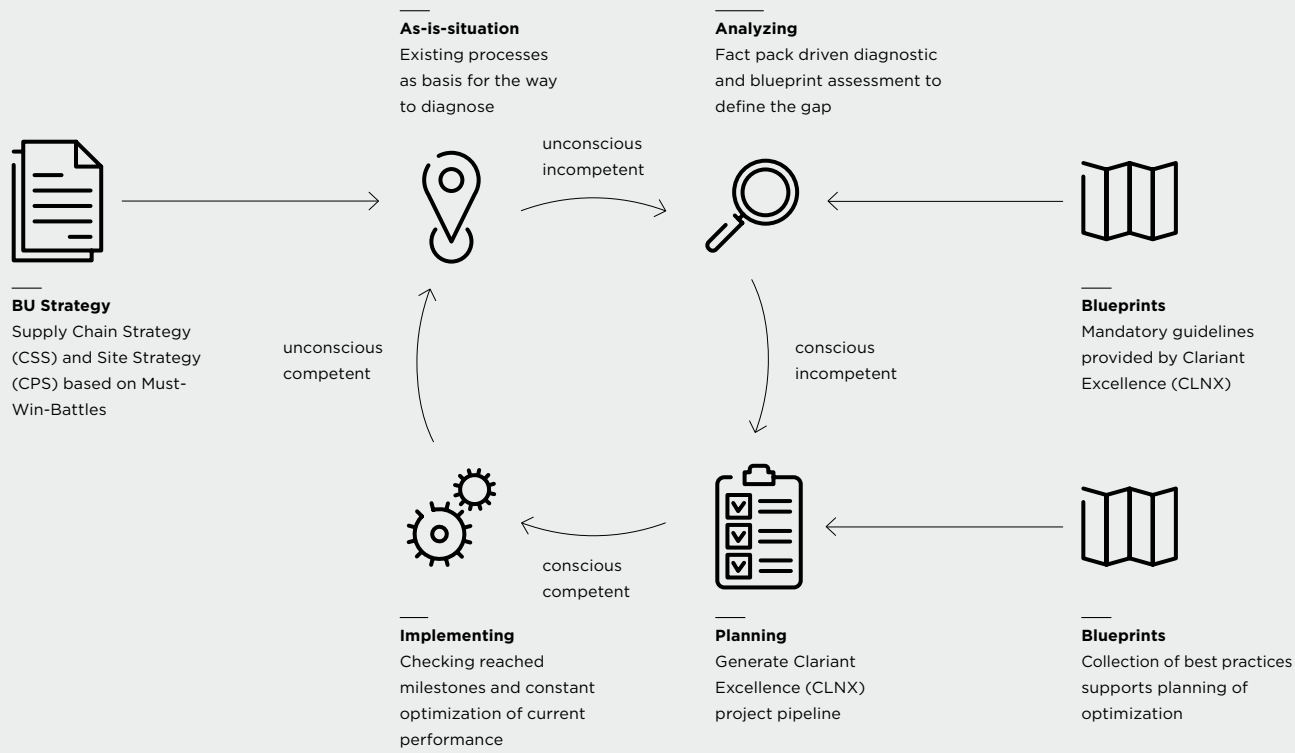 As-is-situation
Existing processes
as basis for the way
to diagnose
Analyzing
Fact pack driven diagnostic
and blueprint assessment to
define the gap
unconscious
incompetent
BU Strategy
Supply Chain Strategy
(CSS) and Site Strategy
(CPS) based on Must-
Win-Battles
unconscious
competent
conscious
incompetent
Blueprints
Mandatory guidelines
provided by Clariant
Excellence (CLNX)
conscious
competent
Implementing
Checking reached
milestones and constant
optimization of current
performance
Planning
Generate Clariant
Excellence (CLNX)
project pipeline
Blueprints
Collection of best practices
supports planning of
optimization